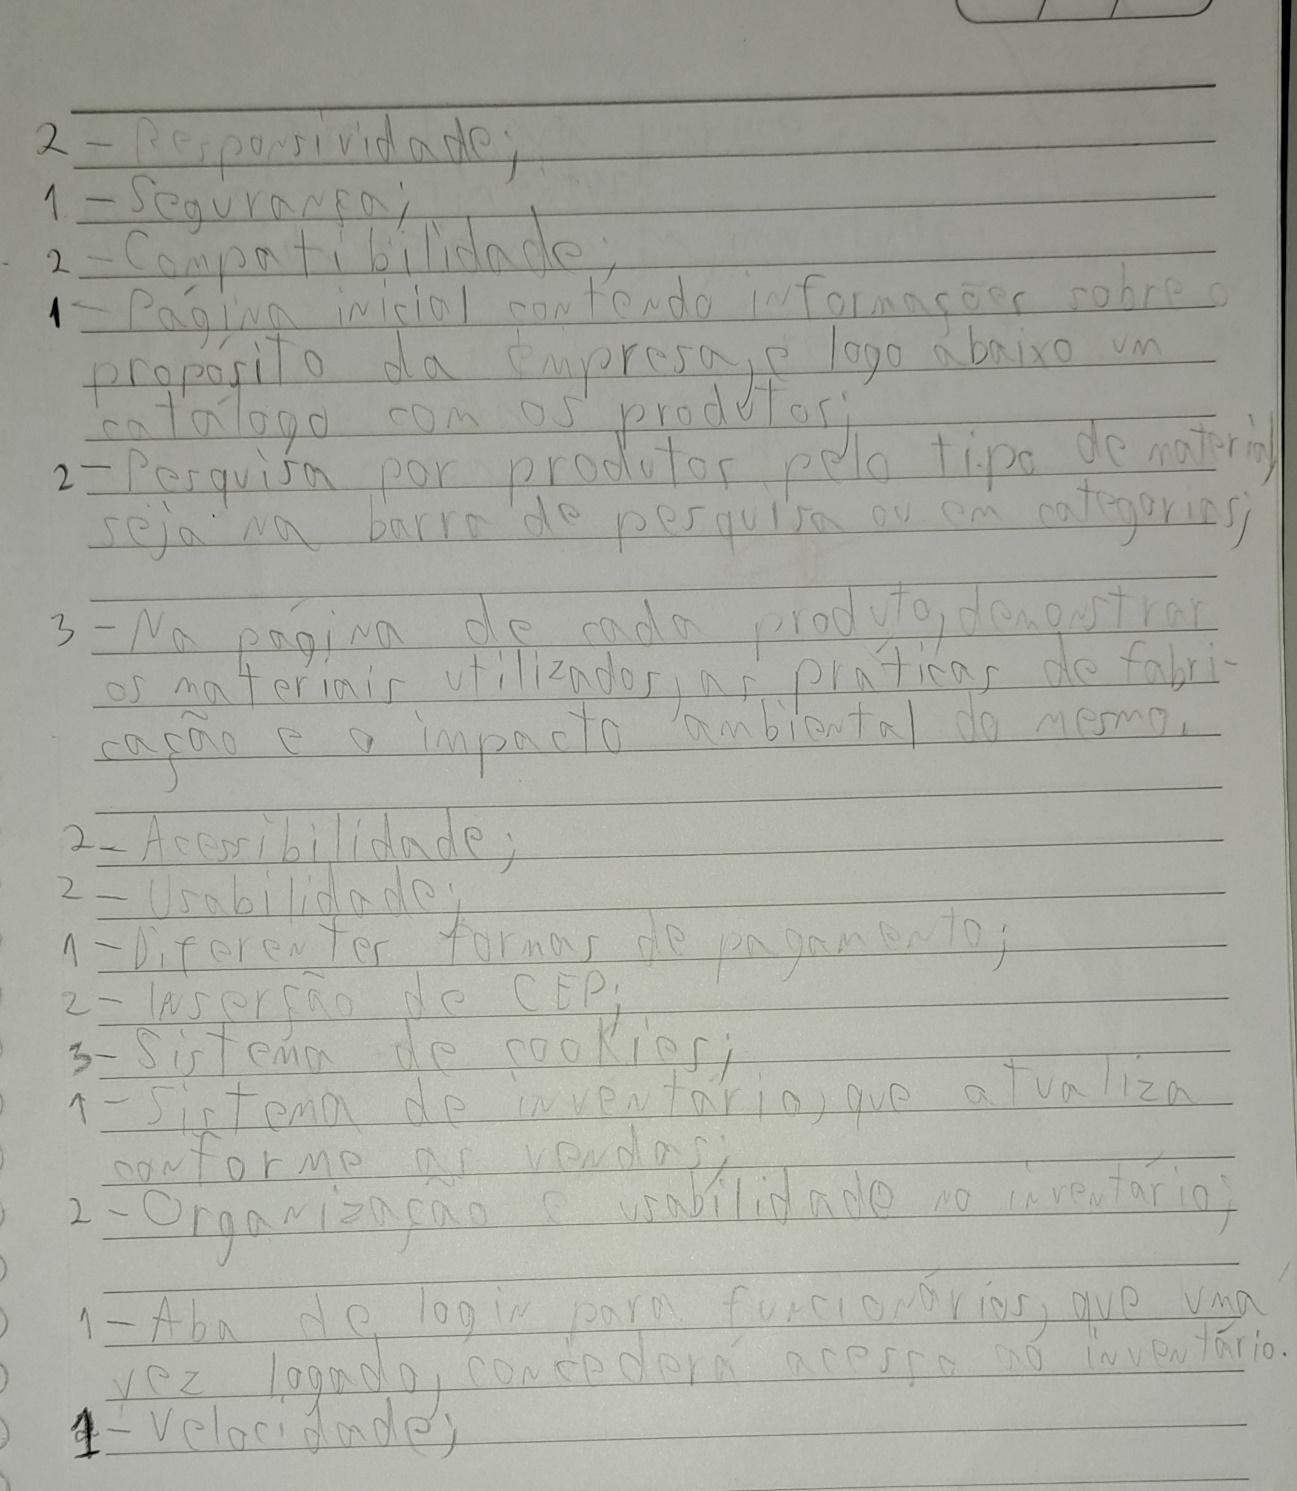 2 - Responsividade;
1 - Segurança;
2 - Compatibilidade;
1 - Página inicial contendo informações sobre o
propósito da empresa, e logo abaixo um
catálogo com os produtos;
2 - Pesquisa por produtos pelo tipo de material
seja na barra de pesquisa ou em categorias;
3 - Na página de cada produto, demonstrar
os materiais utilizados, as práticas de fabri-
cação e o impacto ambiental do mesmo.
2 - Acessibilidade;
2 - Usabilidade;
1 - Diferentes formas de pagamento;
2 - Inserção de CEP;
3 - Sistema de cookies;
1 - Sistema de inventário, que atualiza
conforme as vendas;
2 - Organização e usabilidade no inventário;
1 - Aba de login para funcionários, que uma
vez logado, concederá acesso ao inventário.
1 - Velocidade;